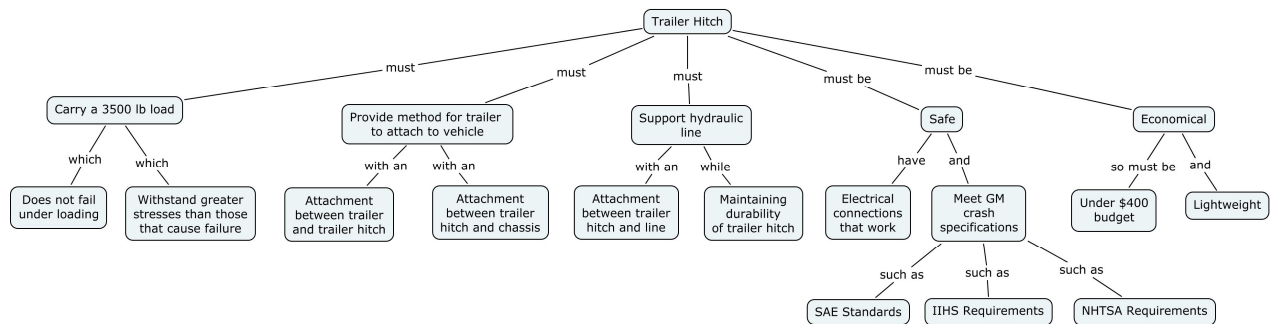 Trailer Hitch
must
must
must
must be
must be
Carry a 3500 lb load
Provide method for trailer
to attach to vehicle
Support hydraulic
line
Safe
Economical
which
which
with an
with an
with an
while
have
and
so must be
and
Does not fail
under loading
Withstand greater
stresses than those
that cause failure
Attachment
between trailer
and trailer hitch
Attachment
between trailer
hitch and chassis
Attachment
between trailer
hitch and line
Maintaining
durability
of trailer hitch
Electrical
connections
that work
Meet GM
crash
specifications
Under $400
budget
Lightweight
such as
such as
such as
SAE Standards
IIHS Requirements
NHTSA Requirements